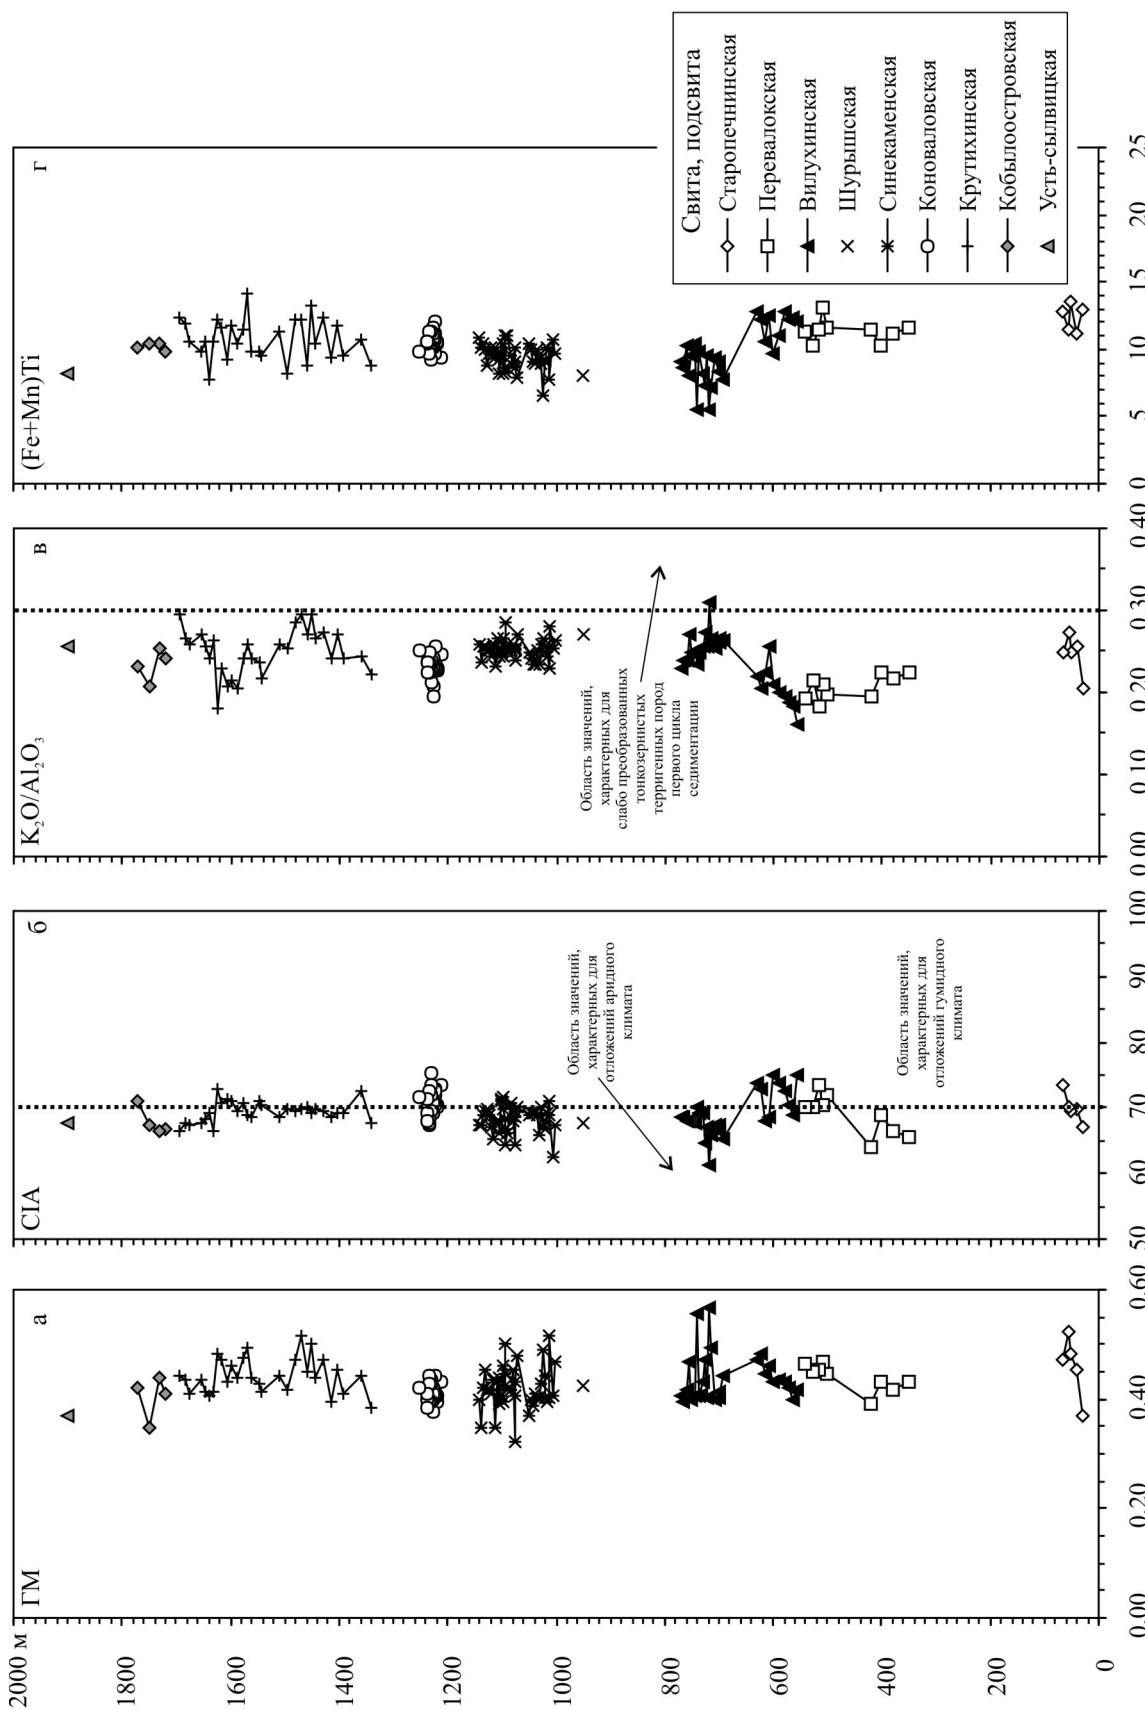 2000 м
1800
1600
1400
1200
1000
800
600
400
200
0
ГМ
а
0.00
0.20
0.40
0.60
CIA
б
Область значений,
характерных для
отложений аридного
климата
Область значений,
характерных для
отложений гумидного
климата
50
60
70
80
90
100
K₂O/Al₂O₃
в
Область значений,
характерных для
слабо преобразованных
тонкозернистых
терригенных пород
первого цикла
седиментации
0.00
0.10
0.20
0.30
0.40
(Fe+Mn)Ti
г
0
5
10
15
20
25
Свита, подсвита
Старопечнинская
Перевалокская
Вилухинская
Шурышская
Синекаменская
Коноваловская
Крутихинская
Кобылоостровская
Усть-сылвицкая